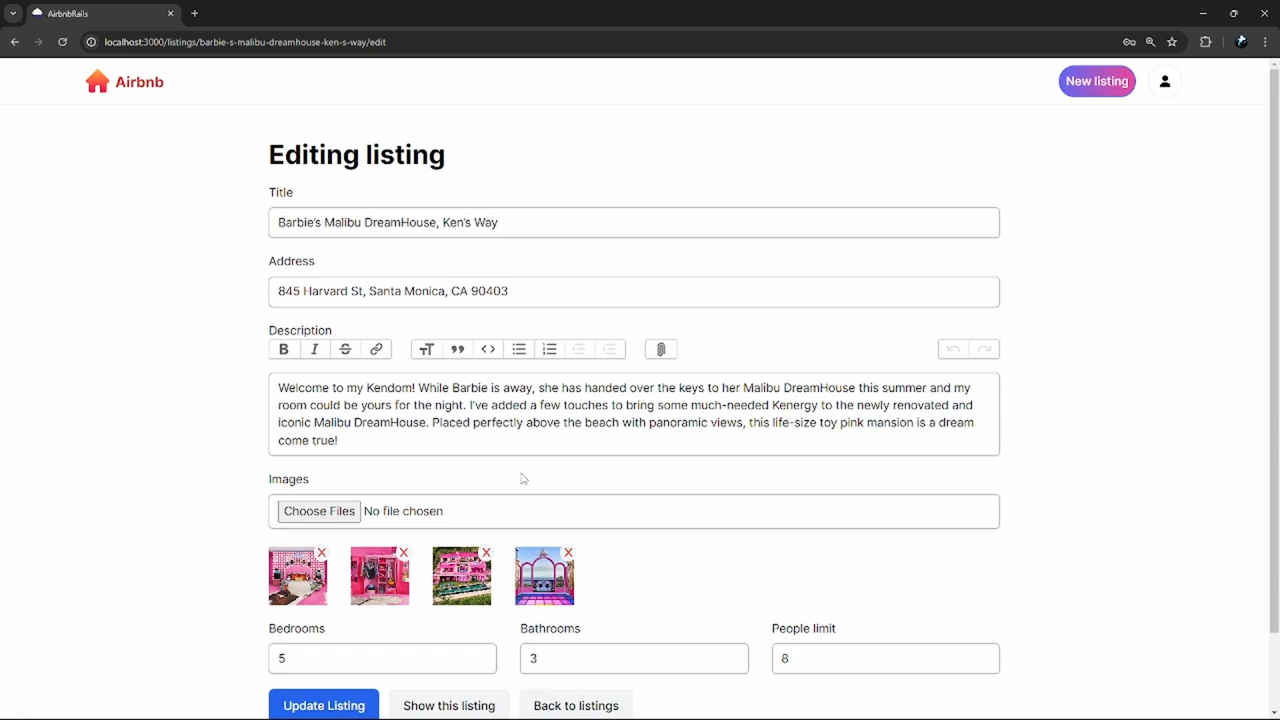 AirbnbRails
localhost:3000/listings/barbie-s-malibu-dreamhouse-ken-s-way/edit
Airbnb
New listing
Editing listing
Title
Barbie's Malibu DreamHouse, Ken's Way
Address
845 Harvard St, Santa Monica, CA 90403
Description
Welcome to my Kendom! While Barbie is away, she has handed over the keys to her Malibu DreamHouse this summer and my
room could be yours for the night. I've added a few touches to bring some much-needed Kenergy to the newly renovated and
iconic Malibu DreamHouse. Placed perfectly above the beach with panoramic views, this life-size toy pink mansion is a dream
come true!
Images
Choose Files No file chosen
Bedrooms Bathrooms People limit
5 3 8
Update Listing Show this listing Back to listings